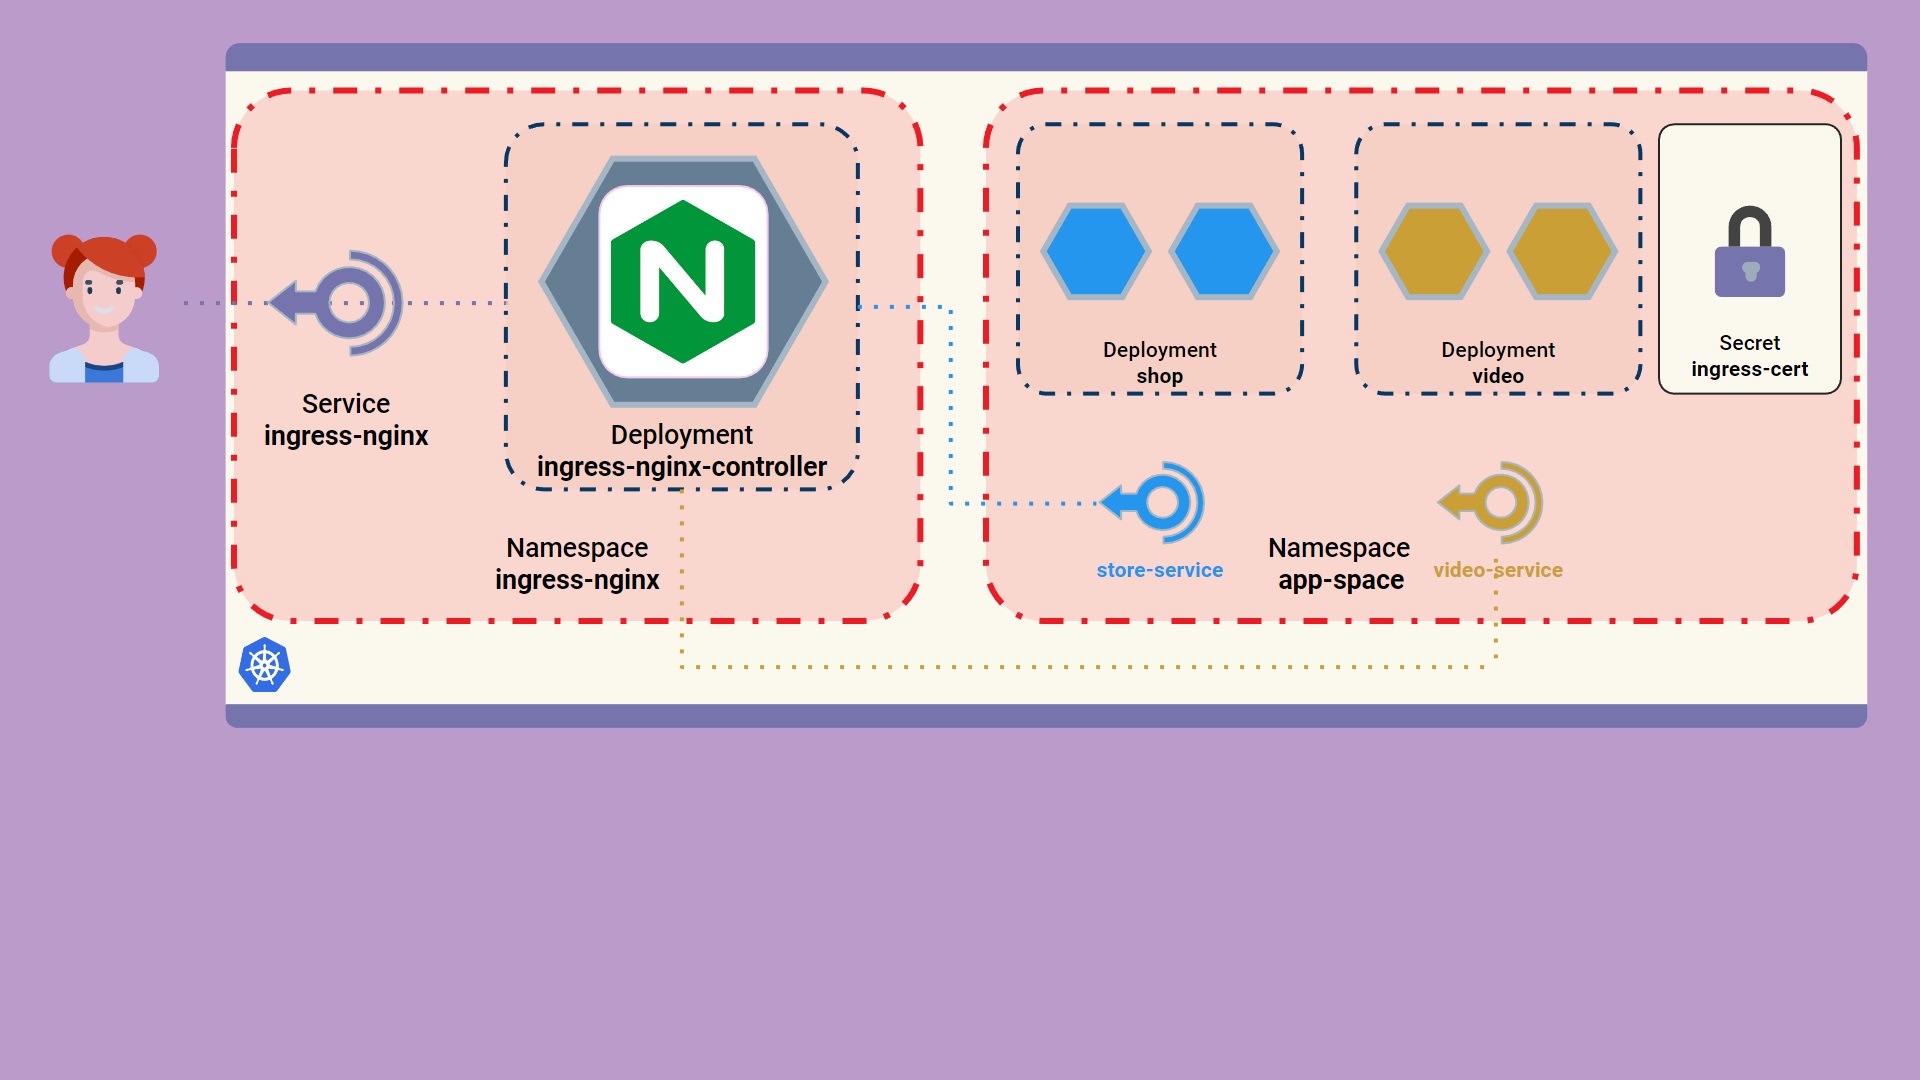 Service
ingress-nginx
Deployment
ingress-nginx-controller
Namespace
ingress-nginx
Deployment
shop
Deployment
video
Secret
ingress-cert
store-service
Namespace
app-space
video-service